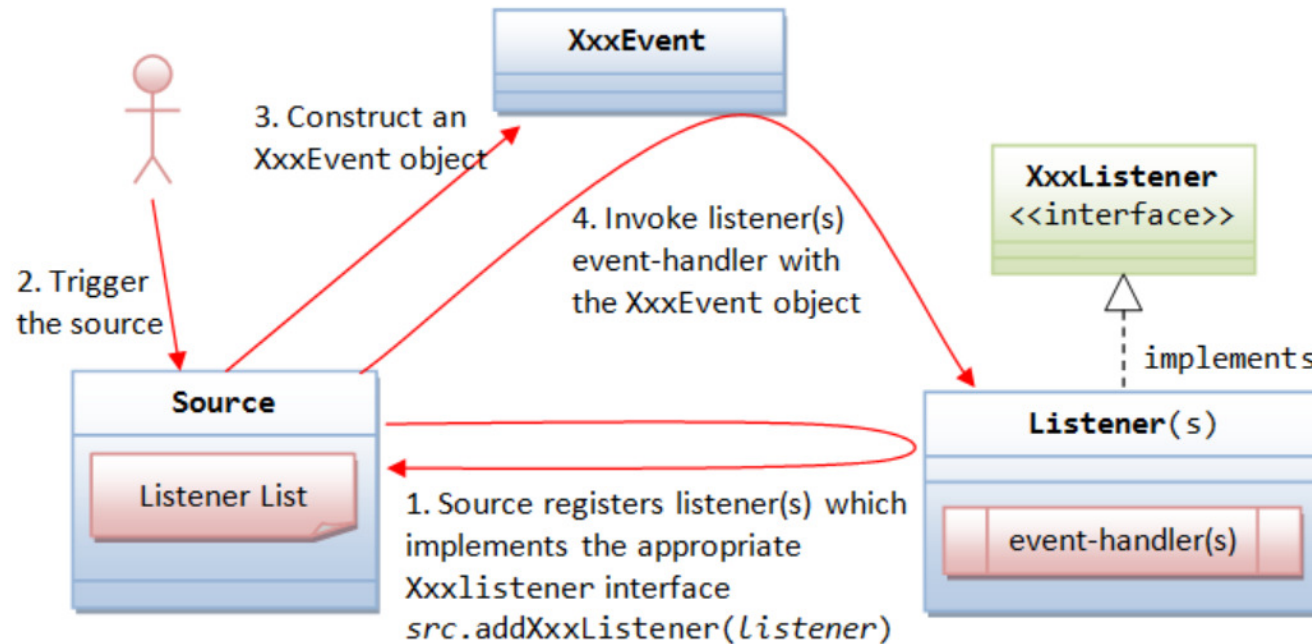 XxxEvent
3. Construct an
XxxEvent object
XxxListener
<<interface>>
4. Invoke listener(s)
event-handler with
the XxxEvent object
2. Trigger
the source
implements
Source
Listener List
Listener(s)
event-handler(s)
1. Source registers listener(s) which
implements the appropriate
Xxxlistener interface
src.addXxxListener(listener)